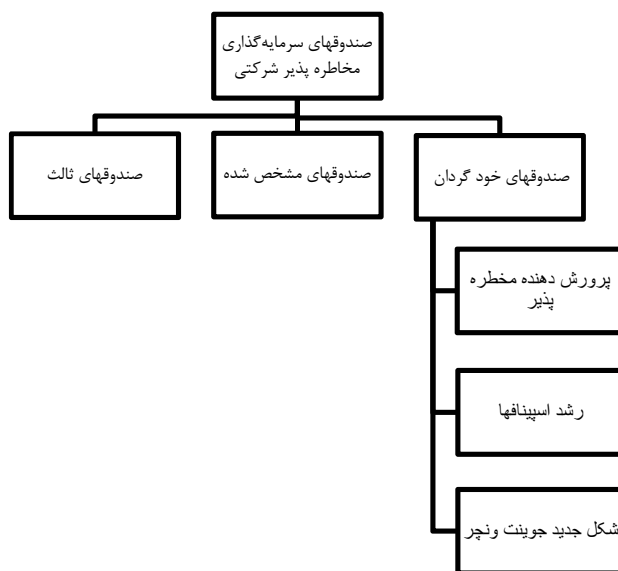 صندوقهای سرمایه‌گذاری
مخاطره پذیر شرکتی
صندوقهای خود گردان
صندوقهای مشخص شده
صندوقهای ثالث
پرورش دهنده مخطره
پذیر
رشد اسپینافها
شکل جدید جوینت ونچر